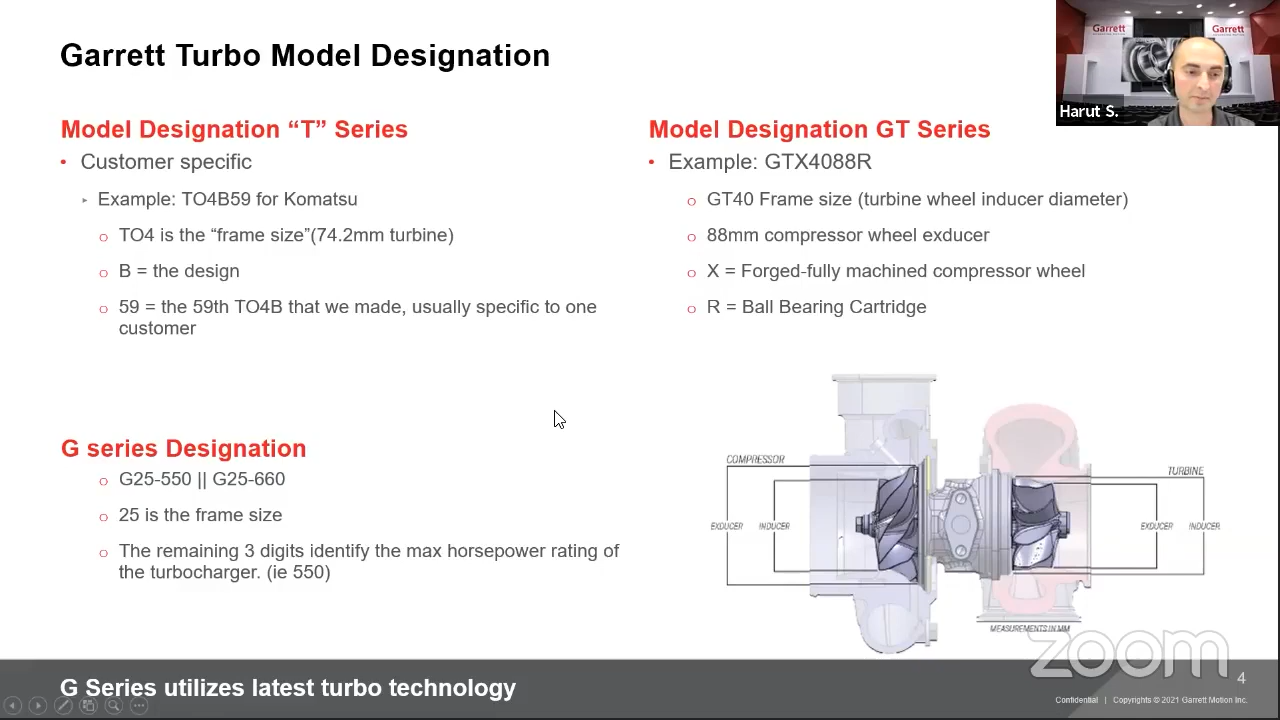 Garrett Turbo Model Designation
Garrett
Garrett
Harut S.
Model Designation “T” Series
Customer specific
Example: TO4B59 for Komatsu
TO4 is the “frame size”(74.2mm turbine)
B = the design
59 = the 59th TO4B that we made, usually specific to one
customer
Model Designation GT Series
Example: GTX4088R
GT40 Frame size (turbine wheel inducer diameter)
88mm compressor wheel exducer
X = Forged-fully machined compressor wheel
R = Ball Bearing Cartridge
G series Designation
G25-550 || G25-660
25 is the frame size
The remaining 3 digits identify the max horsepower rating of
the turbocharger. (ie 550)
COMPRESSOR
TURBINE
EXDUCER
INDUCER
EXDUCER
INDUCER
MEASUREMENTS IN MM
zoom
G Series utilizes latest turbo technology
4
Confidential | Copyrights © 2021 Garrett Motion Inc.